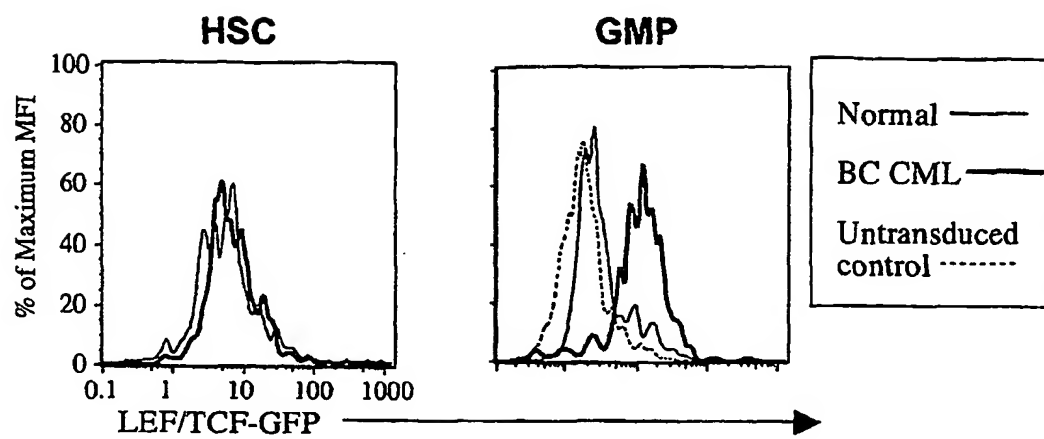 HSC
GMP
% of Maximum MFI
100
80
60
40
20
0
0.1 1 10 100 1000
LEF/TCF-GFP
Normal
BC CML
Untransduced
control